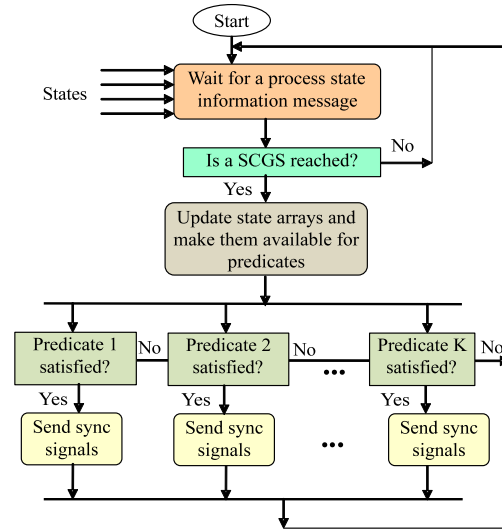 Start
States
Wait for a process state
information message
Is a SCGS reached?
No
Yes
Update state arrays and
make them available for
predicates
Predicate 1
satisfied?
No
Predicate 2
satisfied?
No
...
Predicate K
satisfied?
No
Yes
Yes
Yes
Send sync
signals
Send sync
signals
...
Send sync
signals